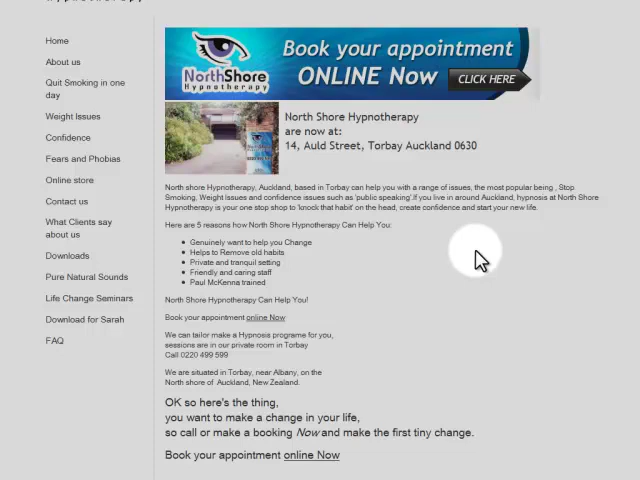 Home
About us
Quit Smoking in one
day
Weight Issues
Confidence
Fears and Phobias
Online store
Contact us
What Clients say
about us
Downloads
Pure Natural Sounds
Life Change Seminars
Download for Sarah
FAQ
NorthShore
Hypnotherapy
Book your appointment
ONLINE Now
CLICK HERE
North Shore Hypnotherapy
are now at:
14, Auld Street, Torbay Auckland 0630
North shore Hypnotherapy, Auckland, based in Torbay can help you with a range of issues, the most popular being , Stop
Smoking, Weight Issues and confidence issues such as 'public speaking'.If you live in around Auckland, hypnosis at North Shore
Hypnotherapy is your one stop shop to 'knock that habit' on the head, create confidence and start your new life.
Here are 5 reasons how North Shore Hypnotherapy Can Help You:
Genuinely want to help you Change
Helps to Remove old habits
Private and tranquil setting
Friendly and caring staff
Paul McKenna trained
North Shore Hypnotherapy Can Help You!
Book your appointment online Now
We can tailor make a Hypnosis programe for you,
sessions are in our private room in Torbay
Call 0220 499 599
We are situated in Torbay, near Albany, on the
North shore of Auckland, New Zealand.
OK so here's the thing,
you want to make a change in your life,
so call or make a booking Now and make the first tiny change.
Book your appointment online Now